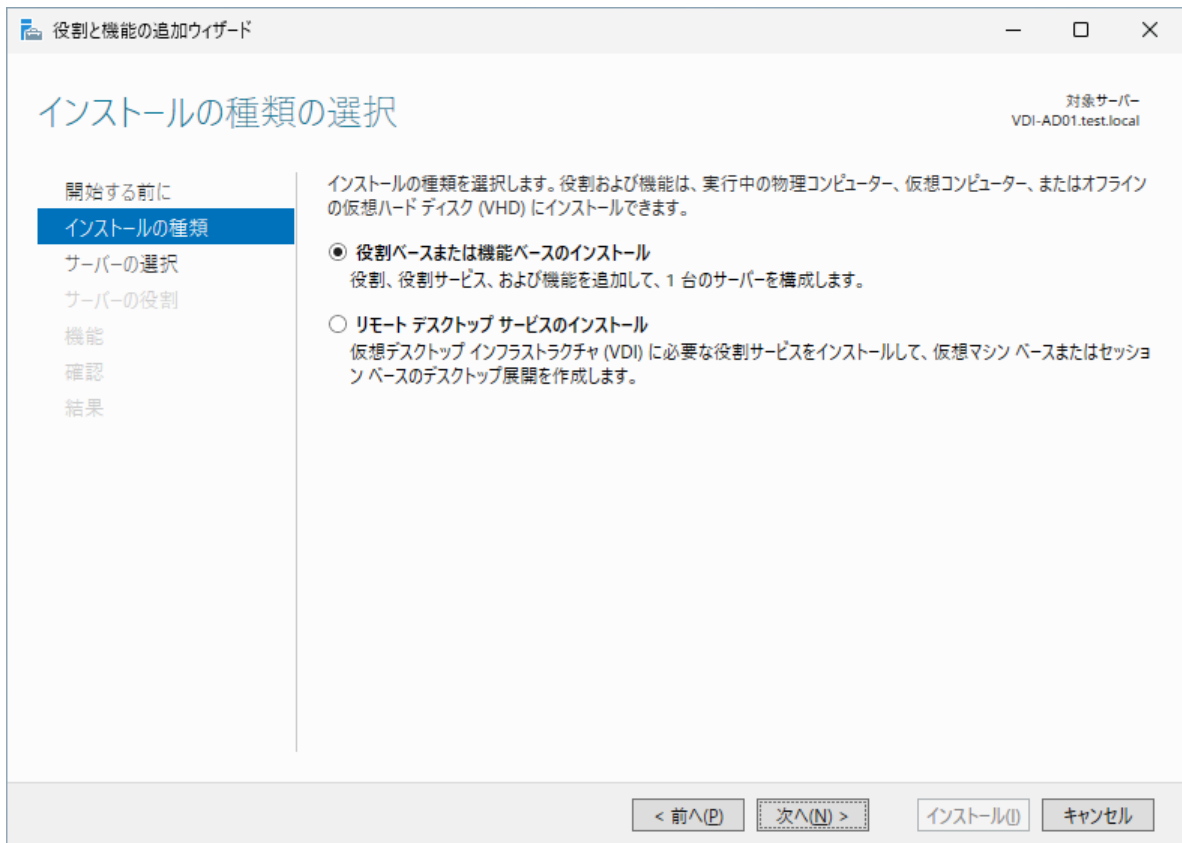 役割と機能の追加ウィザード
インストールの種類の選択
対象サーバー
VDI-AD01.test.local
開始する前に
インストールの種類
サーバーの選択
サーバーの役割
機能
確認
結果
インストールの種類を選択します。役割および機能は、実行中の物理コンピューター、仮想コンピューター、またはオフライン
の仮想ハード ディスク (VHD) にインストールできます。
役割ベースまたは機能ベースのインストール
役割、役割サービス、および機能を追加して、1 台のサーバーを構成します。
リモート デスクトップ サービスのインストール
仮想デスクトップ インフラストラクチャ (VDI) に必要な役割サービスをインストールして、仮想マシン ベースまたはセッショ
ン ベースのデスクトップ展開を作成します。
< 前へ(P)
次へ(N) >
インストール(I)
キャンセル